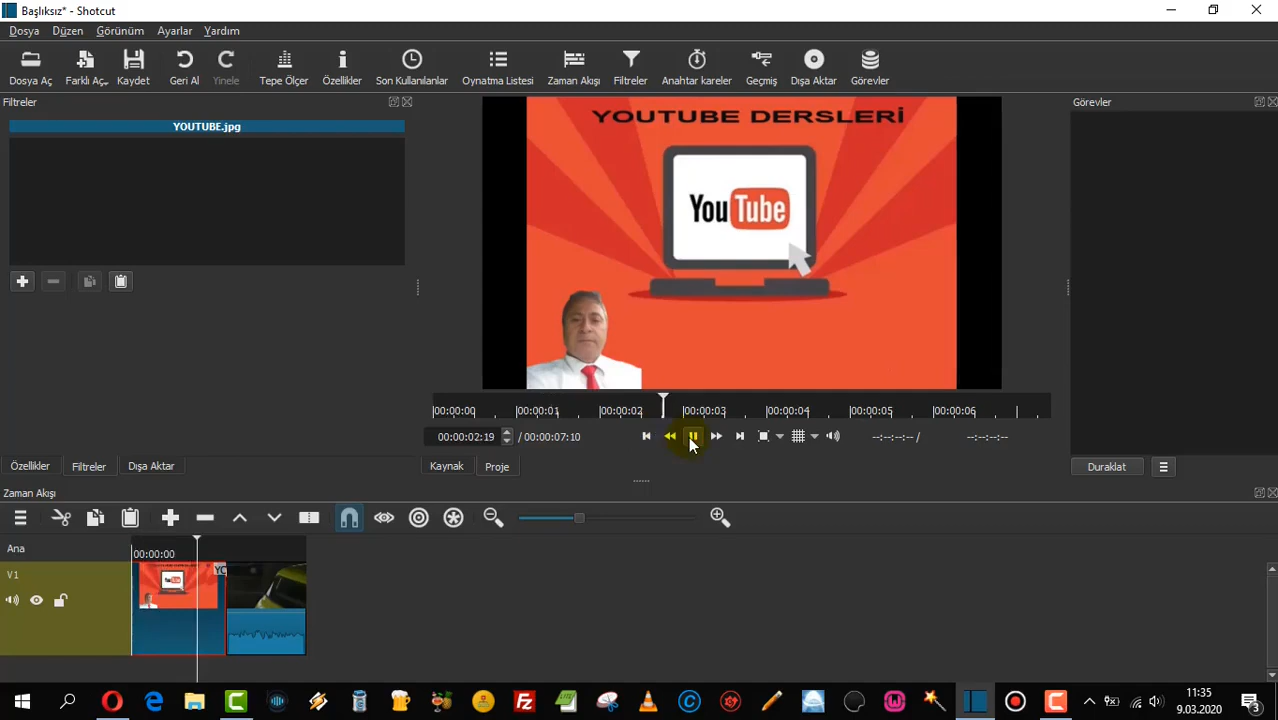 Başlıksız* - Shotcut
Dosya Düzen Görünüm Ayarlar Yardım
Dosya Aç Farklı Aç.. Kaydet Geri Al Yinele Tepe Ölçer Özellikler Son Kullanılanlar Oynatma Listesi Zaman Akışı Filtreler Anahtar kareler Geçmiş Dışa Aktar Görevler
Filtreler
Görevler
YOUTUBE.jpg
YOUTUBE DERSLERİ
You Tube
00:00:00 00:00:01 00:00:02 00:00:03 00:00:04 00:00:05 00:00:06
00:00:02:19 / 00:00:07:10 --:--:--:-- / --:--:--:--
Özellikler Filtreler Dışa Aktar Kaynak Proje Duraklat
Zaman Akışı
Ana 00:00:00
V1
YouTube
11:35
9.03.2020
3